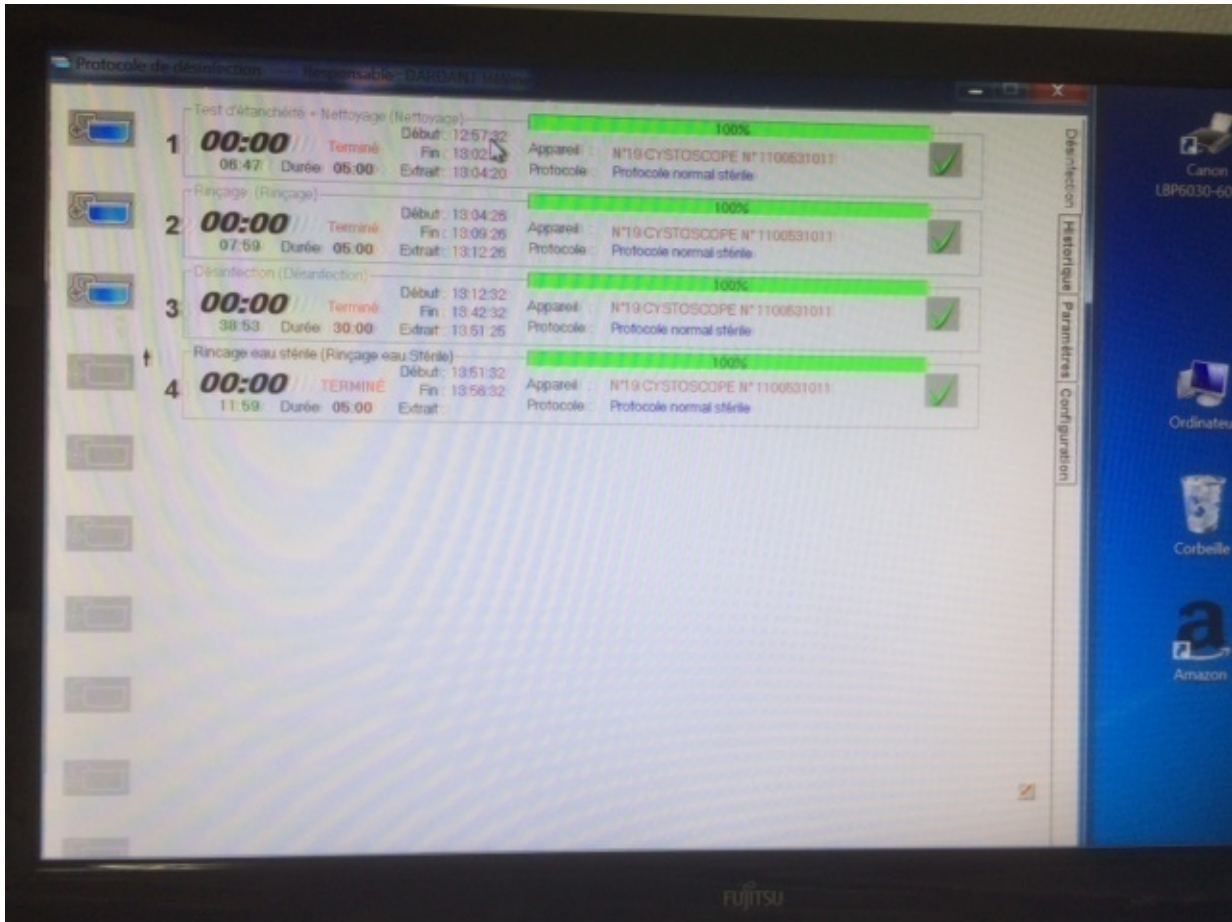 Protocole de désinfection ----- Responsable : DARDANT
Test d'étanchéité + Nettoyage (Nettoyage)
1
00:00
Terminé
06:47 Durée 05:00
Début : 12:57:32
Fin : 13:02
Extrait : 13:04:20
100%
Appareil : N°19 CYSTOSCOPE N°1100531011
Protocole : Protocole normal stérile
Rinçage (Rinçage)
2
00:00
Terminé
07:59 Durée 05:00
Début : 13:04:26
Fin : 13:09:26
Extrait : 13:12:26
100%
Appareil : N°19 CYSTOSCOPE N°1100531011
Protocole : Protocole normal stérile
Désinfection (Désinfection)
3
00:00
Terminé
38:53 Durée 30:00
Début : 13:12:32
Fin : 13:42:32
Extrait : 13:51:25
100%
Appareil : N°19 CYSTOSCOPE N°1100531011
Protocole : Protocole normal stérile
Rincage eau stérile (Rinçage eau Stérile)
4
00:00
TERMINÉ
11:59 Durée 05:00
Début : 13:51:32
Fin : 13:56:32
Extrait :
100%
Appareil : N°19 CYSTOSCOPE N°1100531011
Protocole : Protocole normal stérile
Désinfection
Historique
Paramètres
Configuration
Canon
Corbeille
Amazon
FUJITSU